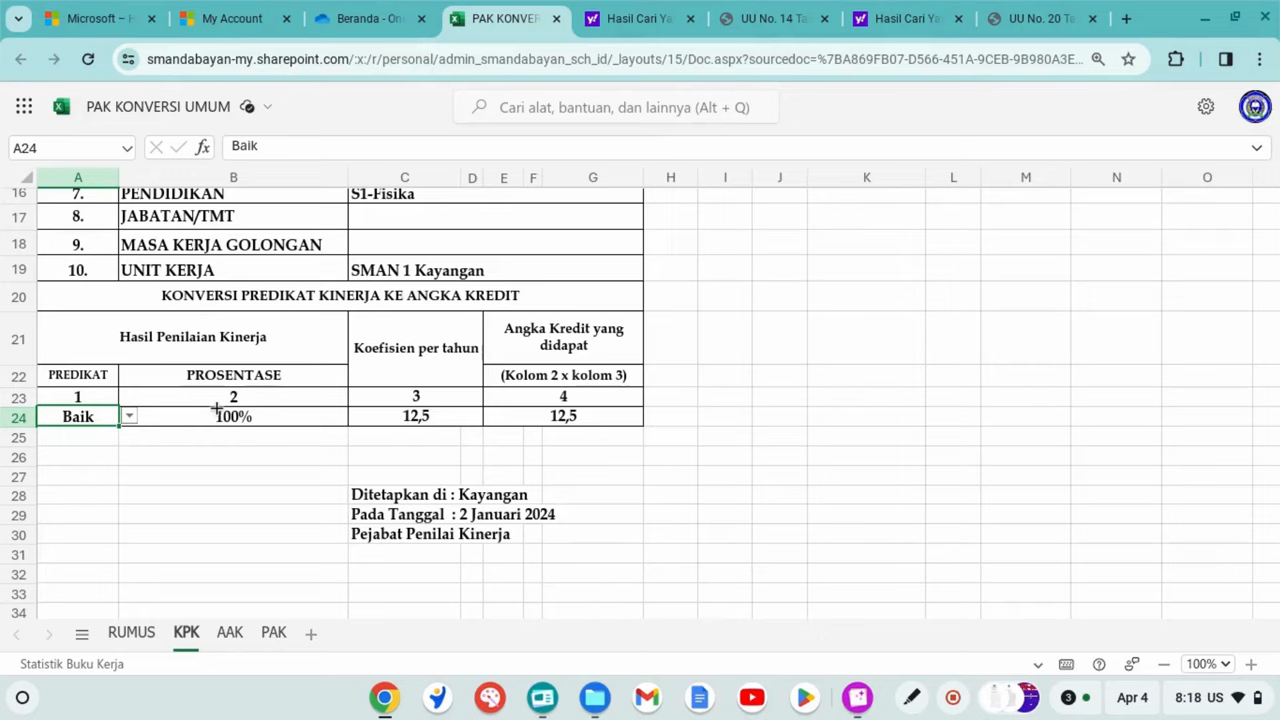 Microsoft – H
My Account
Beranda - One
PAK KONVER
Hasil Cari Ya
UU No. 14 Ta
Hasil Cari Ya
UU No. 20 Ta
smandabayan-my.sharepoint.com/:x:/r/personal/admin_smandabayan_sch_id/_layouts/15/Doc.aspx?sourcedoc=%7BA869FB07-D566-451A-9CEB-9B980A3E...
PAK KONVERSI UMUM
Cari alat, bantuan, dan lainnya (Alt + Q)
A24 fx Baik
A B C D E F G H I J K L M N O
16 7. PENDIDIKAN S1-Fisika
17 8. JABATAN/TMT
18 9. MASA KERJA GOLONGAN
19 10. UNIT KERJA SMAN 1 Kayangan
20 KONVERSI PREDIKAT KINERJA KE ANGKA KREDIT
21 Hasil Penilaian Kinerja Koefisien per tahun Angka Kredit yang
didapat
22 PREDIKAT PROSENTASE (Kolom 2 x kolom 3)
23 1 2 3 4
24 Baik 100% 12,5 12,5
25
26
27
28 Ditetapkan di : Kayangan
29 Pada Tanggal : 2 Januari 2024
30 Pejabat Penilai Kinerja
31
32
33
34
RUMUS KPK AAK PAK
Statistik Buku Kerja 100%
3 Apr 4 8:18 US